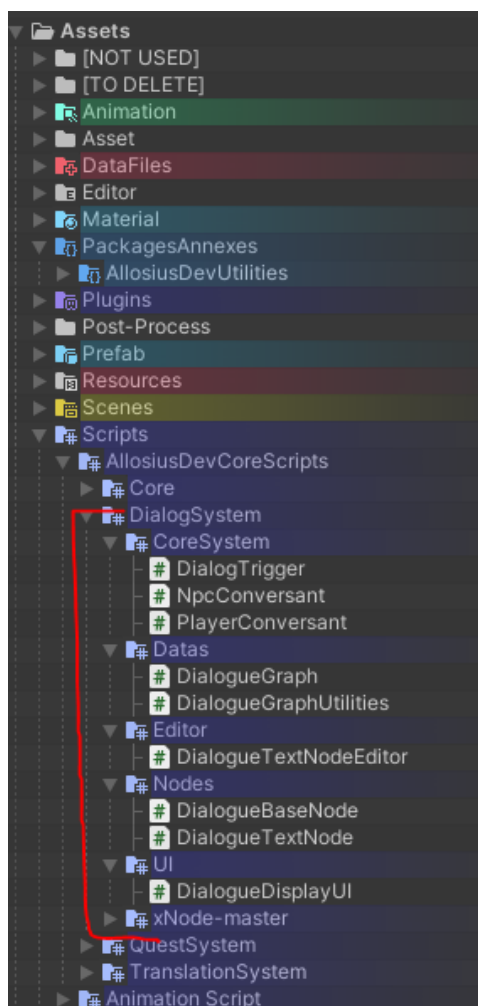 Assets
[NOT USED]
[TO DELETE]
Animation
Asset
DataFiles
Editor
Material
PackagesAnnexes
AllosiusDevUtilities
Plugins
Post-Process
Prefab
Resources
Scenes
Scripts
AllosiusDevCoreScripts
Core
DialogSystem
CoreSystem
DialogTrigger
NpcConversant
PlayerConversant
Datas
DialogueGraph
DialogueGraphUtilities
Editor
DialogueTextNodeEditor
Nodes
DialogueBaseNode
DialogueTextNode
UI
DialogueDisplayUI
xNode-master
QuestSystem
TranslationSystem
Animation Script